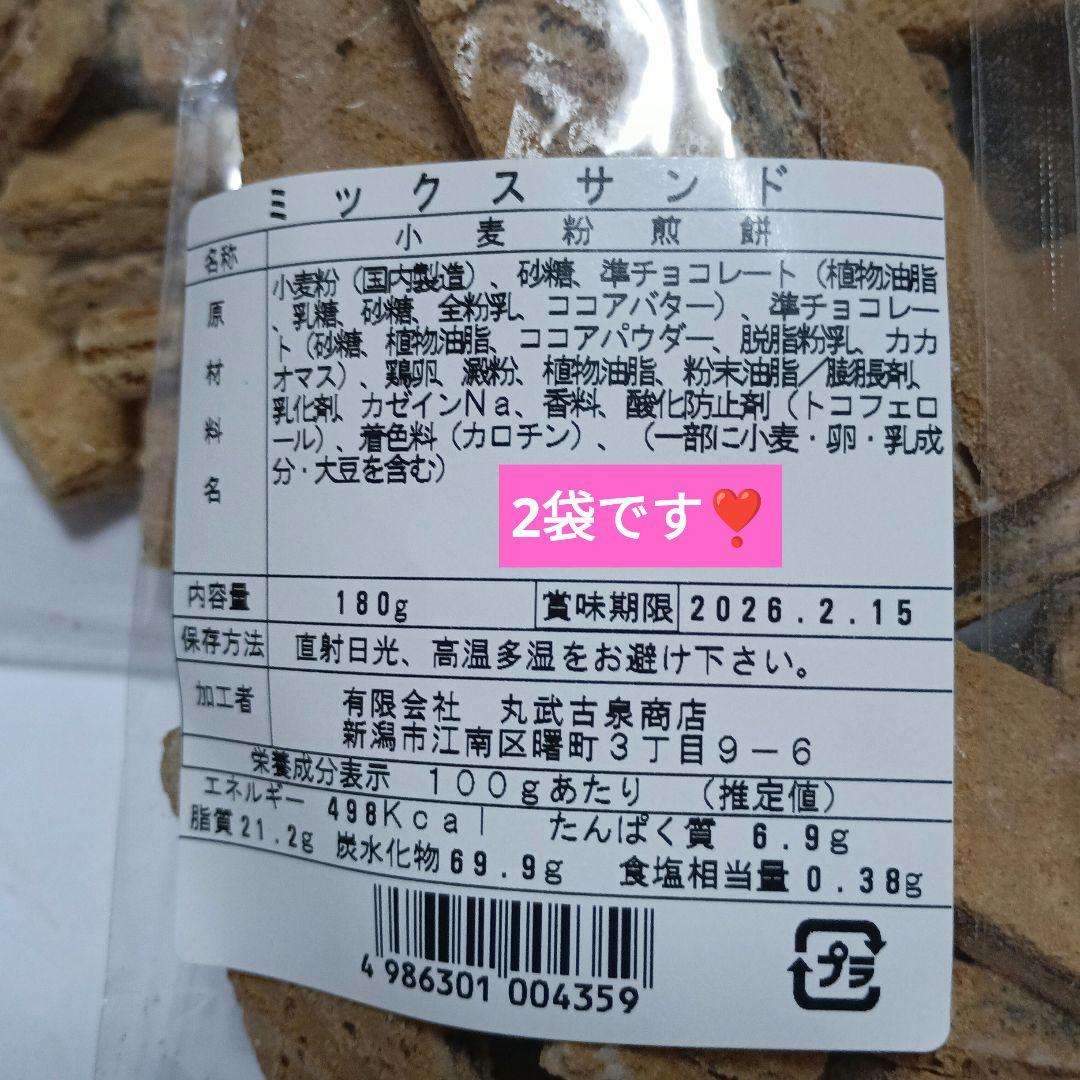 ミックスサンド
名称 小麦粉煎餅
原材料名
小麦粉（国内製造）、砂糖、準チョコレート（植物油脂
、乳糖、砂糖、全粉乳、ココアバター）、準チョコレー
ト（砂糖、植物油脂、ココアパウダー、脱脂粉乳、カカ
オマス）、鶏卵、澱粉、植物油脂、粉末油脂／膨脹剤、
乳化剤、カゼインNa、香料、酸化防止剤（トコフェロ
ール）、着色料（カロチン）、（一部に小麦・卵・乳成
分・大豆を含む）
2袋です❣️
内容量 180g 賞味期限 2026.2.15
保存方法 直射日光、高温多湿をお避け下さい。
加工者 有限会社 丸武古泉商店
新潟市江南区曙町3丁目9－6
栄養成分表示 100gあたり （推定値）
エネルギー 498Kcal たんぱく質 6.9g
脂質21.2g 炭水化物69.9g 食塩相当量0.38g
4 986301 004359
プラ